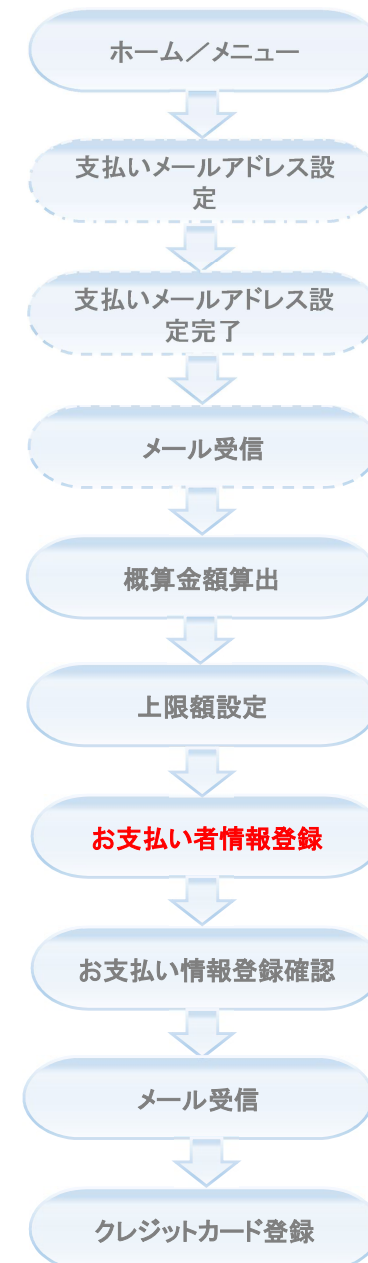 ホーム／メニュー
支払いメールアドレス設
定
支払いメールアドレス設
定完了
メール受信
概算金額算出
上限額設定
お支払い者情報登録
お支払い情報登録確認
メール受信
クレジットカード登録